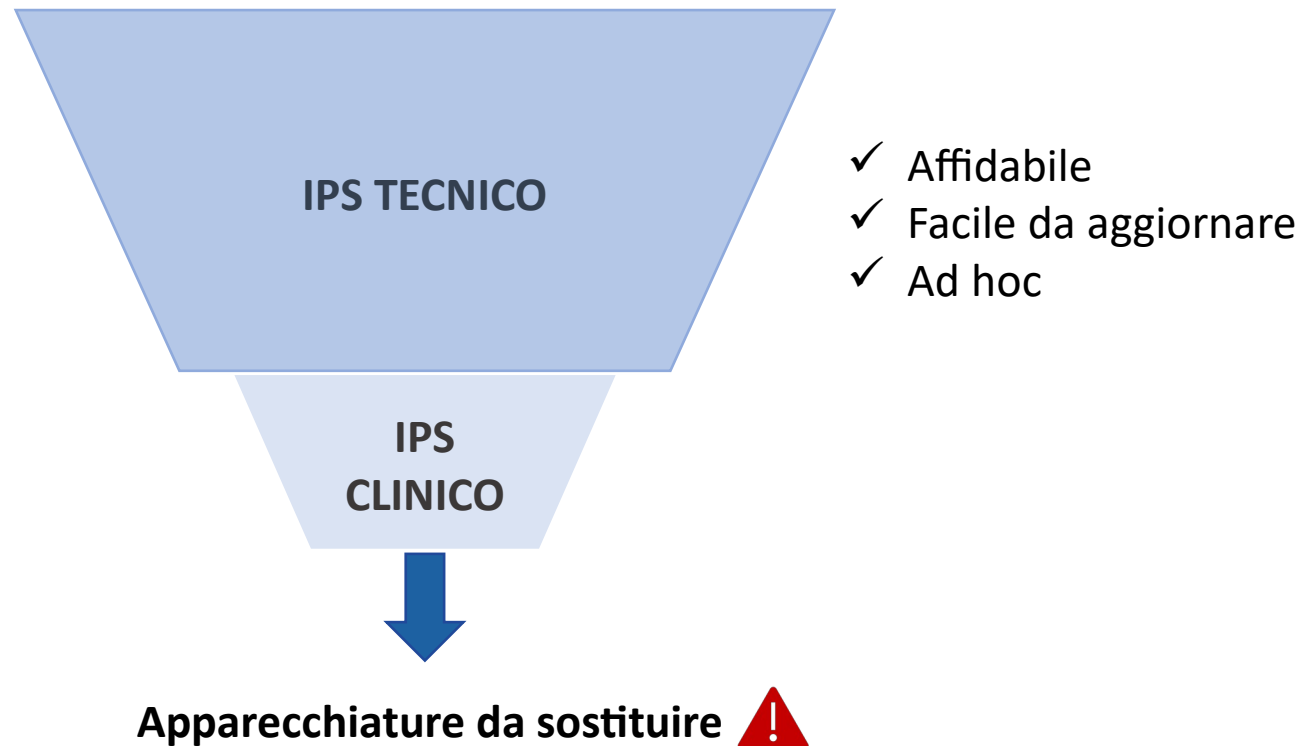 IPS TECNICO
✓ Affidabile
✓ Facile da aggiornare
✓ Ad hoc
IPS
CLINICO
Apparecchiature da sostituire